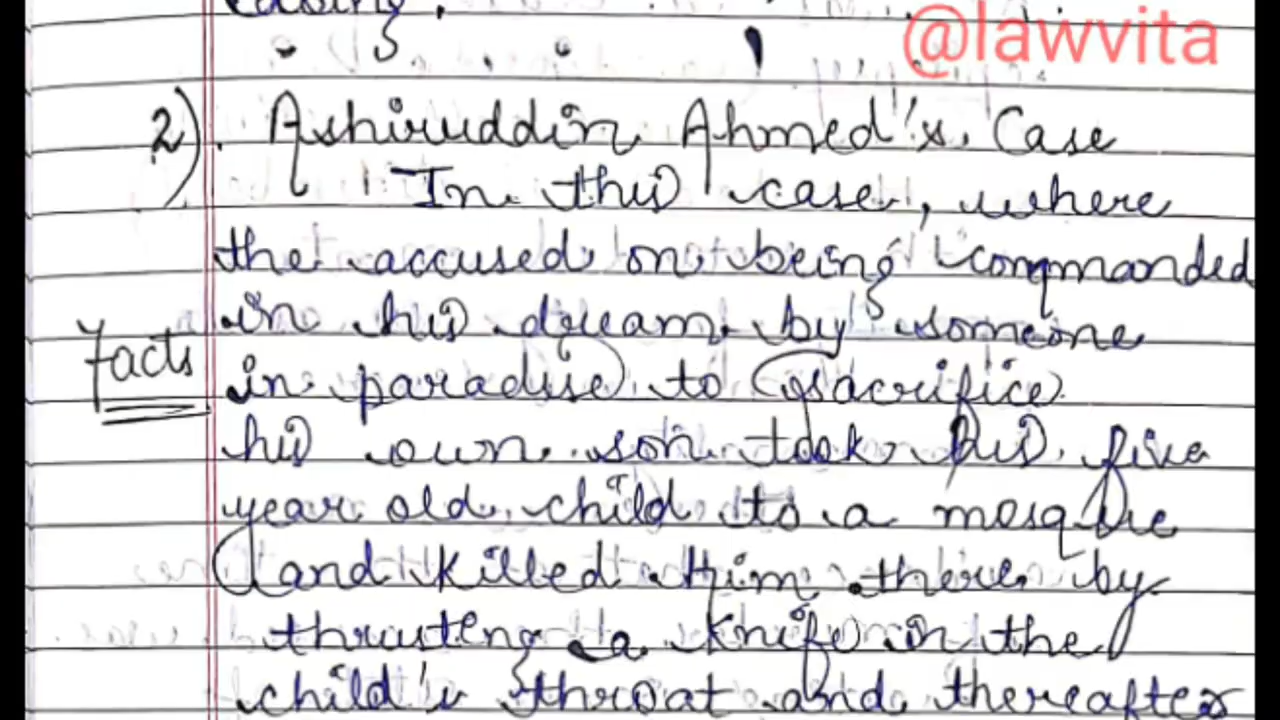 @lawvita
2). Ashiruddin Ahmed's Case
In this case, where
the accused on being commanded
in his dream by someone
Facts in paradise to sacrifice
his own son took his five
year old child to a mosque
and killed him there by
thrusting a knife in the
child's throat and thereafter